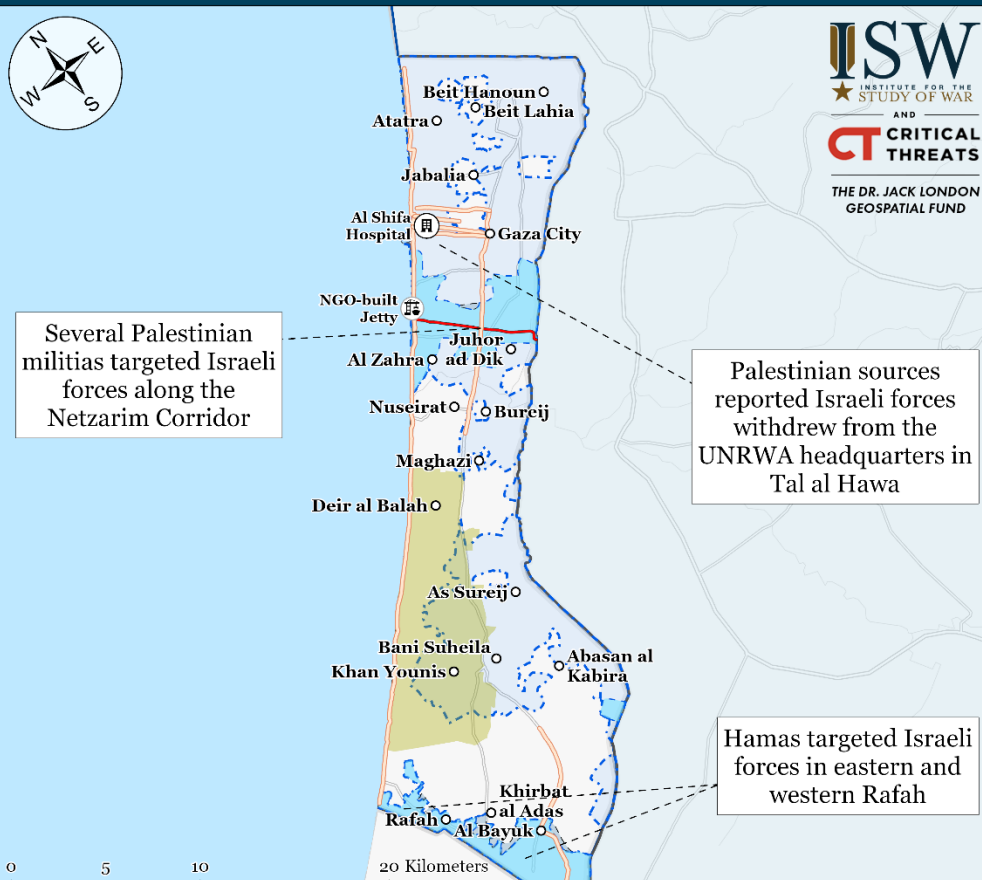 N
E
W
S
ISW
INSTITUTE FOR THE
STUDY OF WAR
AND
CT CRITICAL
THREATS
THE DR. JACK LONDON
GEOSPATIAL FUND
Beit Hanoun
Beit Lahia
Atatra
Jabalia
Al Shifa
Hospital
Gaza City
NGO-built
Jetty
Several Palestinian
militias targeted Israeli
forces along the
Netzarim Corridor
Juhor
ad Dik
Al Zahra
Palestinian sources
reported Israeli forces
withdrew from the
UNRWA headquarters in
Tal al Hawa
Nuseirat
Bureij
Maghazi
Deir al Balah
As Sureij
Bani Suheila
Khan Younis
Abasan al
Kabira
Hamas targeted Israeli
forces in eastern and
western Rafah
Khirbat
al Adas
Rafah
Al Bayuk
0 5 10 20 Kilometers